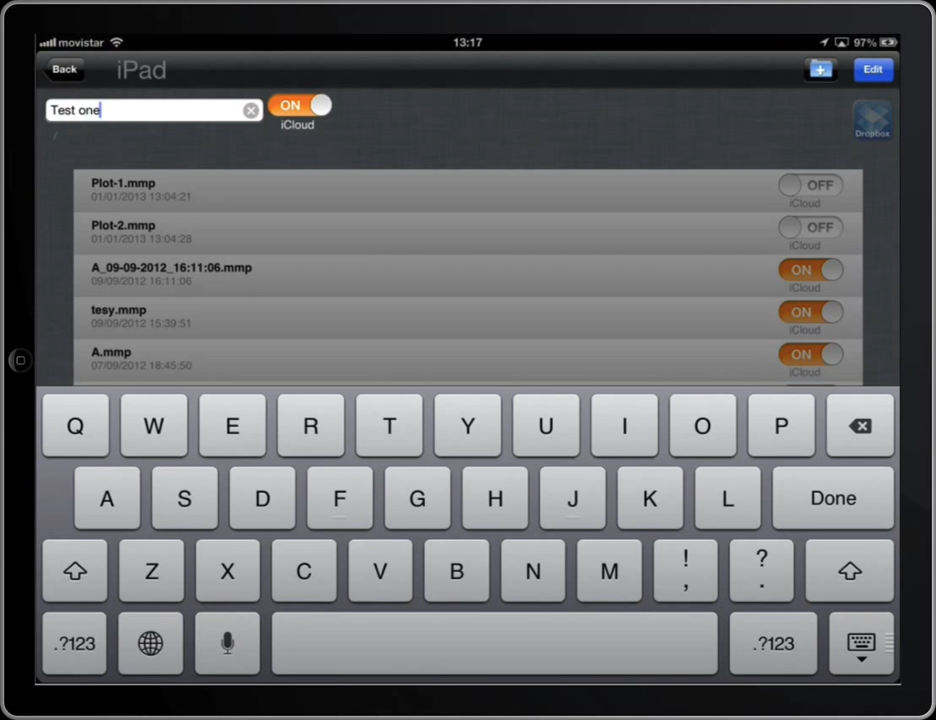 movistar 13:17 97%
Back iPad Edit
Test one ON
iCloud
Dropbox
/
Plot-1.mmp OFF
01/01/2013 13:04:21 iCloud
Plot-2.mmp OFF
01/01/2013 13:04:28 iCloud
A_09-09-2012_16:11:06.mmp ON
09/09/2012 16:11:06 iCloud
tesy.mmp ON
09/09/2012 15:39:51 iCloud
A.mmp ON
07/09/2012 18:45:50 iCloud
Q W E R T Y U I O P
A S D F G H J K L Done
Z X C V B N M ! , ? .
.?123 .?123